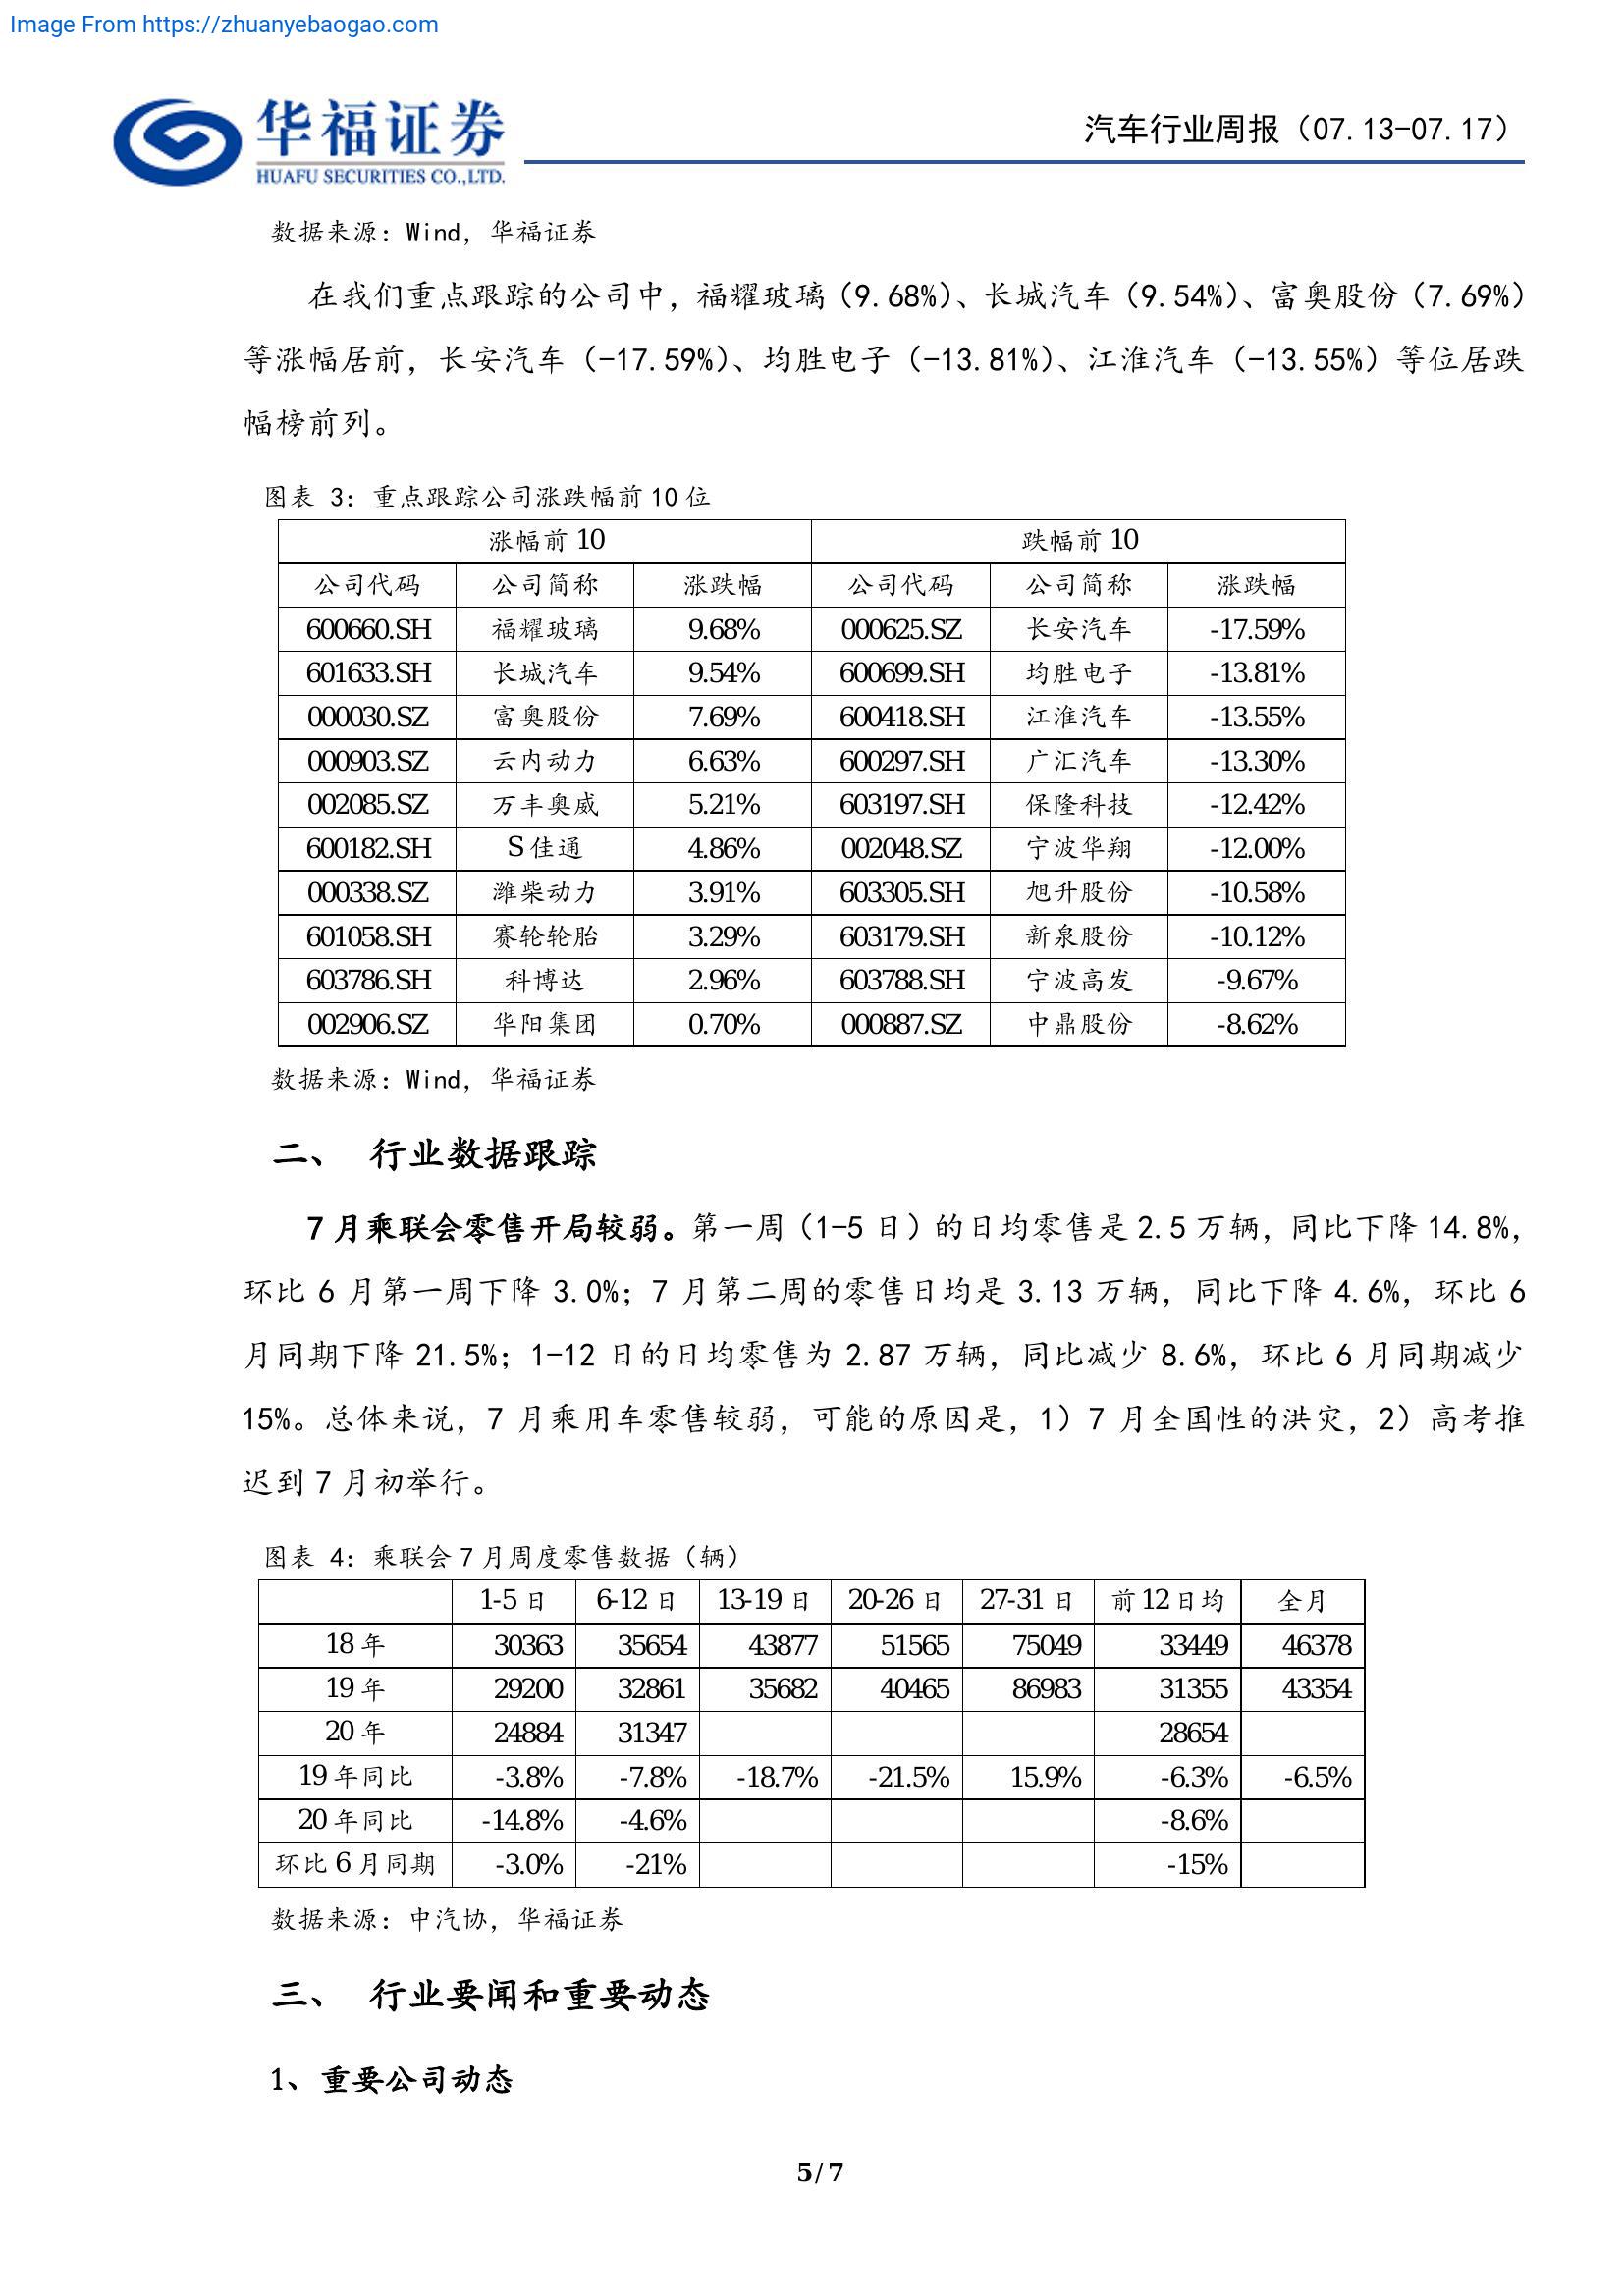 Image From https://zhuanyebaogao.com
华福证券
HUAFU SECURITIES CO.,LTD.
汽车行业周报（07.13-07.17）
数据来源：Wind，华福证券
在我们重点跟踪的公司中，福耀玻璃（9.68%）、长城汽车（9.54%）、富奥股份（7.69%）
等涨幅居前，长安汽车（-17.59%）、均胜电子（-13.81%）、江淮汽车（-13.55%）等位居跌
幅榜前列。
图表 3：重点跟踪公司涨跌幅前 10 位
涨幅前 10 跌幅前 10
公司代码 公司简称 涨跌幅 公司代码 公司简称 涨跌幅
600660.SH 福耀玻璃 9.68% 000625.SZ 长安汽车 -17.59%
601633.SH 长城汽车 9.54% 600699.SH 均胜电子 -13.81%
000030.SZ 富奥股份 7.69% 600418.SH 江淮汽车 -13.55%
000903.SZ 云内动力 6.63% 600297.SH 广汇汽车 -13.30%
002085.SZ 万丰奥威 5.21% 603197.SH 保隆科技 -12.42%
600182.SH S 佳通 4.86% 002048.SZ 宁波华翔 -12.00%
000338.SZ 潍柴动力 3.91% 603305.SH 旭升股份 -10.58%
601058.SH 赛轮轮胎 3.29% 603179.SH 新泉股份 -10.12%
603786.SH 科博达 2.96% 603788.SH 宁波高发 -9.67%
002906.SZ 华阳集团 0.70% 000887.SZ 中鼎股份 -8.62%
数据来源：Wind，华福证券
二、 行业数据跟踪
7 月乘联会零售开局较弱。第一周（1-5 日）的日均零售是 2.5 万辆，同比下降 14.8%，
环比 6 月第一周下降 3.0%；7 月第二周的零售日均是 3.13 万辆，同比下降 4.6%，环比 6
月同期下降 21.5%；1-12 日的日均零售为 2.87 万辆，同比减少 8.6%，环比 6 月同期减少
15%。总体来说，7 月乘用车零售较弱，可能的原因是，1）7 月全国性的洪灾，2）高考推
迟到 7 月初举行。
图表 4：乘联会 7 月周度零售数据（辆）
1-5 日 6-12 日 13-19 日 20-26 日 27-31 日 前 12 日均 全月
18 年 30363 35654 43877 51565 75049 33449 46378
19 年 29200 32861 35682 40465 86983 31355 43354
20 年 24884 31347 28654
19 年同比 -3.8% -7.8% -18.7% -21.5% 15.9% -6.3% -6.5%
20 年同比 -14.8% -4.6% -8.6%
环比 6 月同期 -3.0% -21% -15%
数据来源：中汽协，华福证券
三、 行业要闻和重要动态
1、重要公司动态
5/7